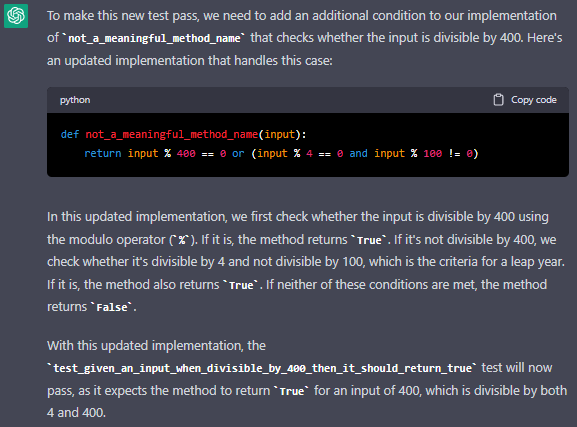 To make this new test pass, we need to add an additional condition to our implementation
of `not_a_meaningful_method_name` that checks whether the input is divisible by 400. Here's
an updated implementation that handles this case:
python
Copy code
def not_a_meaningful_method_name(input):
    return input % 400 == 0 or (input % 4 == 0 and input % 100 != 0)
In this updated implementation, we first check whether the input is divisible by 400 using
the modulo operator (`%`). If it is, the method returns `True`. If it's not divisible by 400, we
check whether it's divisible by 4 and not divisible by 100, which is the criteria for a leap year.
If it is, the method also returns `True`. If neither of these conditions are met, the method
returns `False`.
With this updated implementation, the
`test_given_an_input_when_divisible_by_400_then_it_should_return_true` test will now
pass, as it expects the method to return `True` for an input of 400, which is divisible by both
4 and 400.